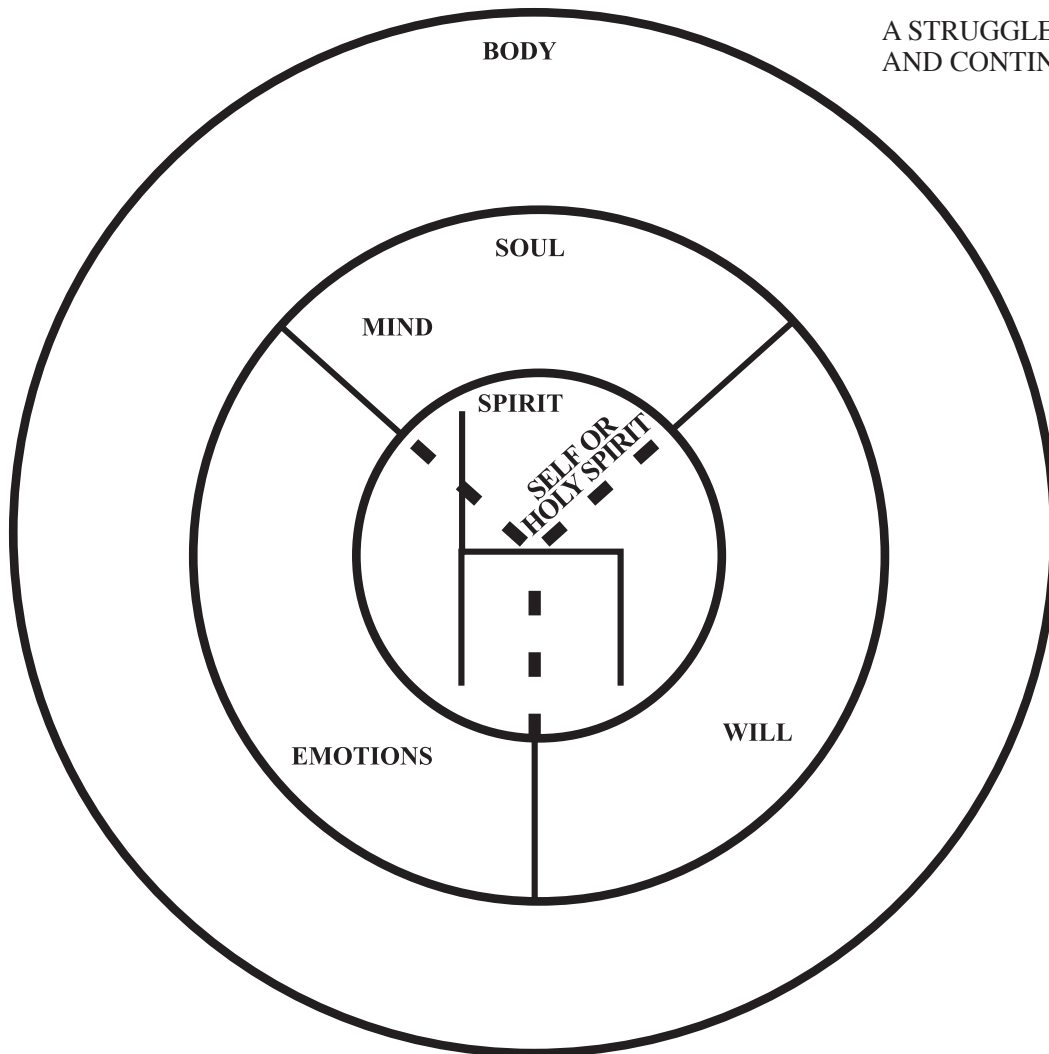 BODY
A STRUGGLE
AND CONTIN
SOUL
MIND
SPIRIT
SELF OR
HOLY SPIRIT
WILL
EMOTIONS